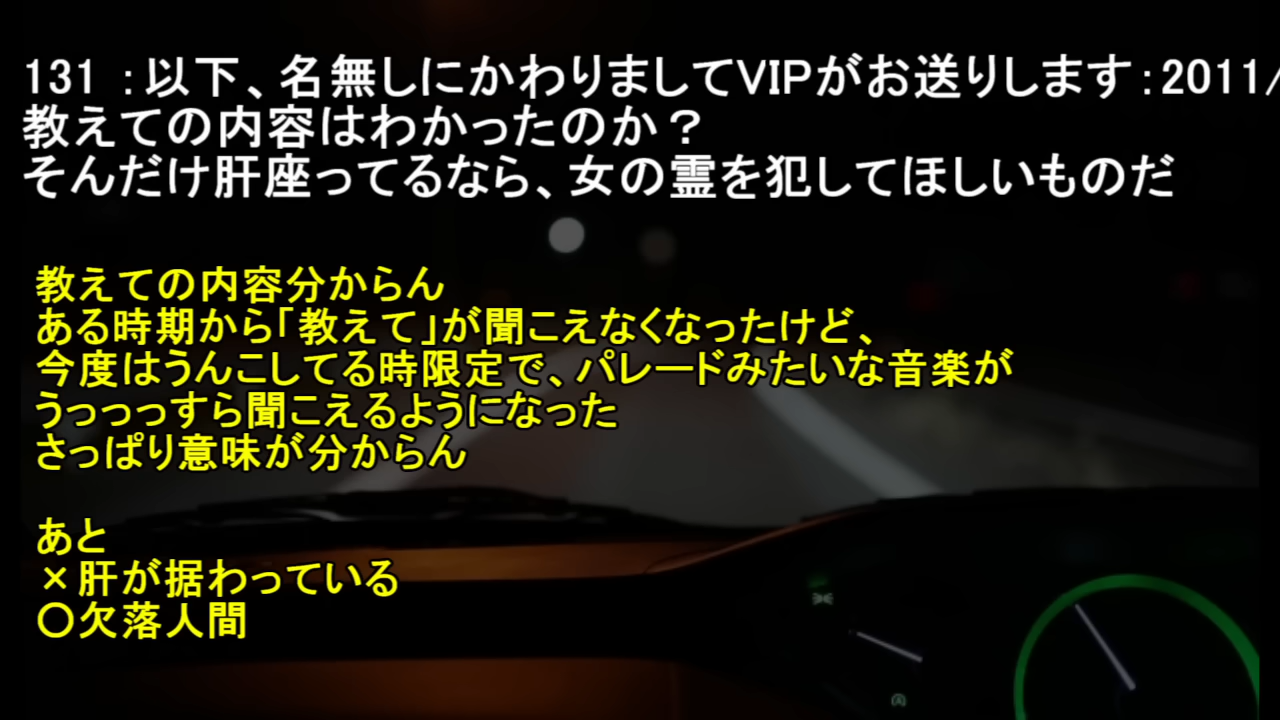 131 ：以下、名無しにかわりましてVIPがお送りします：2011/
教えての内容はわかったのか？
そんだけ肝座ってるなら、女の霊を犯してほしいものだ
教えての内容分からん
ある時期から｢教えて｣が聞こえなくなったけど、
今度はうんこしてる時限定で、パレードみたいな音楽が
うっっっすら聞こえるようになった
さっぱり意味が分からん
あと
×肝が据わっている
〇欠落人間